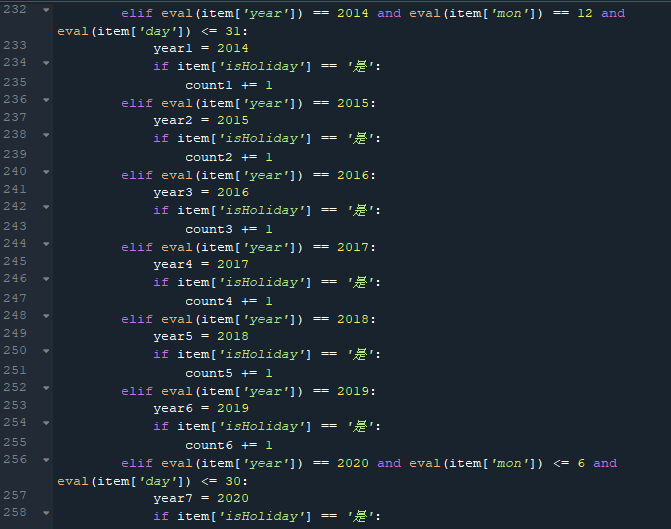 232 elif eval(item['year']) == 2014 and eval(item['mon']) == 12 and
eval(item['day']) <= 31:
233 year1 = 2014
234 if item['isHoliday'] == '是':
235 count1 += 1
236 elif eval(item['year']) == 2015:
237 year2 = 2015
238 if item['isHoliday'] == '是':
239 count2 += 1
240 elif eval(item['year']) == 2016:
241 year3 = 2016
242 if item['isHoliday'] == '是':
243 count3 += 1
244 elif eval(item['year']) == 2017:
245 year4 = 2017
246 if item['isHoliday'] == '是':
247 count4 += 1
248 elif eval(item['year']) == 2018:
249 year5 = 2018
250 if item['isHoliday'] == '是':
251 count5 += 1
252 elif eval(item['year']) == 2019:
253 year6 = 2019
254 if item['isHoliday'] == '是':
255 count6 += 1
256 elif eval(item['year']) == 2020 and eval(item['mon']) <= 6 and
eval(item['day']) <= 30:
257 year7 = 2020
258 if item['isHoliday'] == '是':